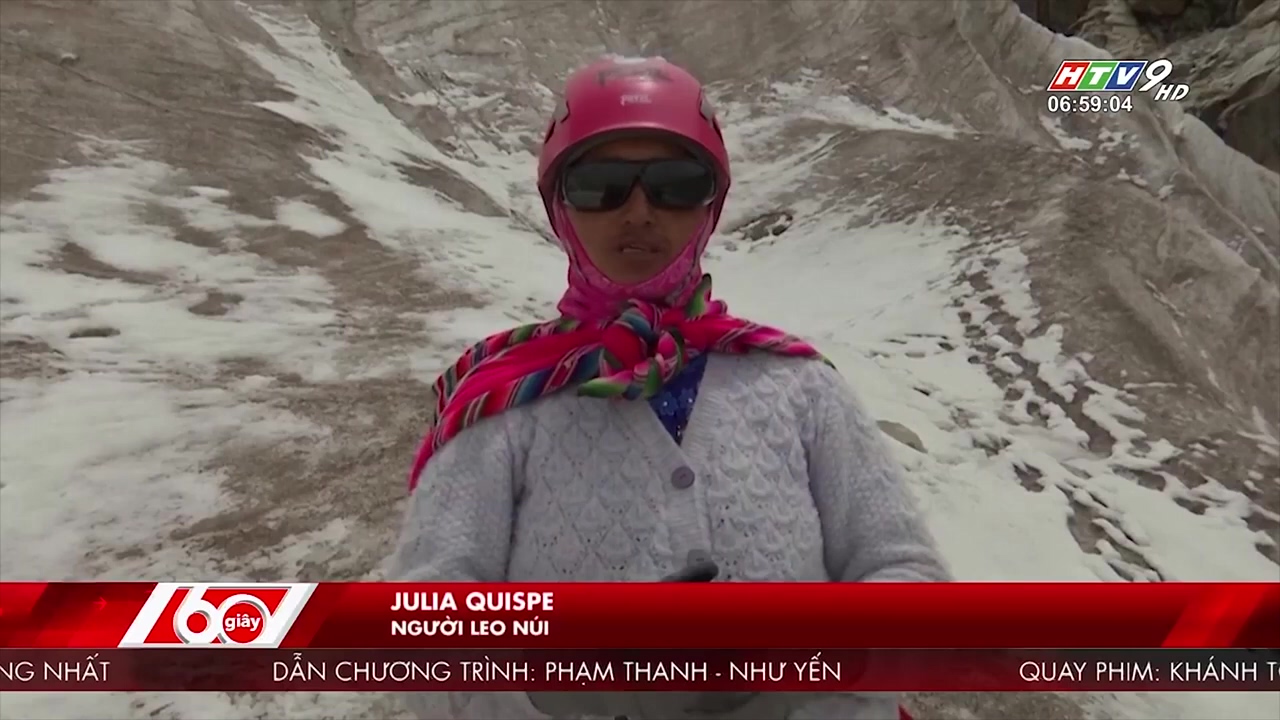 HTV9 HD
06:59:04
PETZL
JULIA QUISPE
60 giây
NGƯỜI LEO NÚI
NG NHẤT DẪN CHƯƠNG TRÌNH: PHẠM THANH - NHƯ YẾN QUAY PHIM: KHÁNH